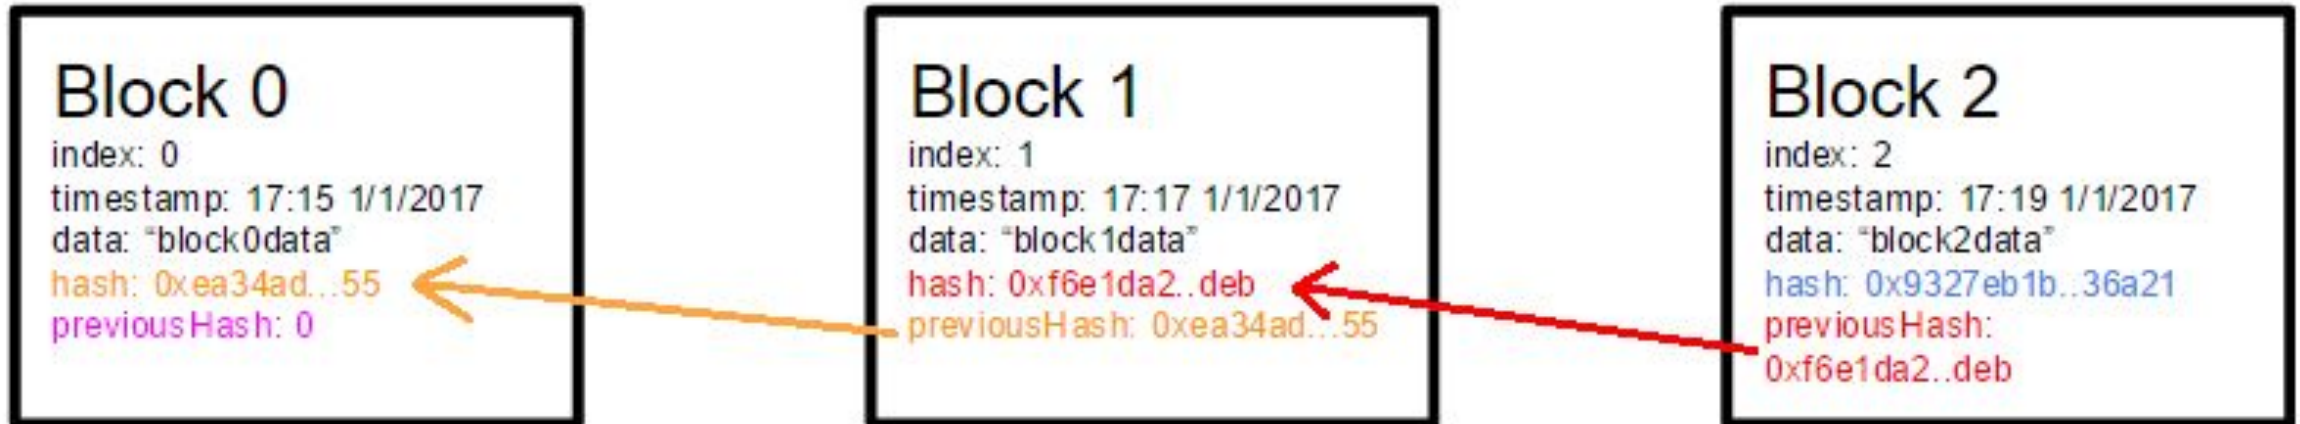 Block 0
index: 0
timestamp: 17:15 1/1/2017
data: “block0data”
hash: 0xea34ad...55
previousHash: 0
Block 1
index: 1
timestamp: 17:17 1/1/2017
data: “block1data”
hash: 0xf6e1da2..deb
previousHash: 0xea34ad...55
Block 2
index: 2
timestamp: 17:19 1/1/2017
data: “block2data”
hash: 0x9327eb1b..36a21
previousHash:
0xf6e1da2..deb